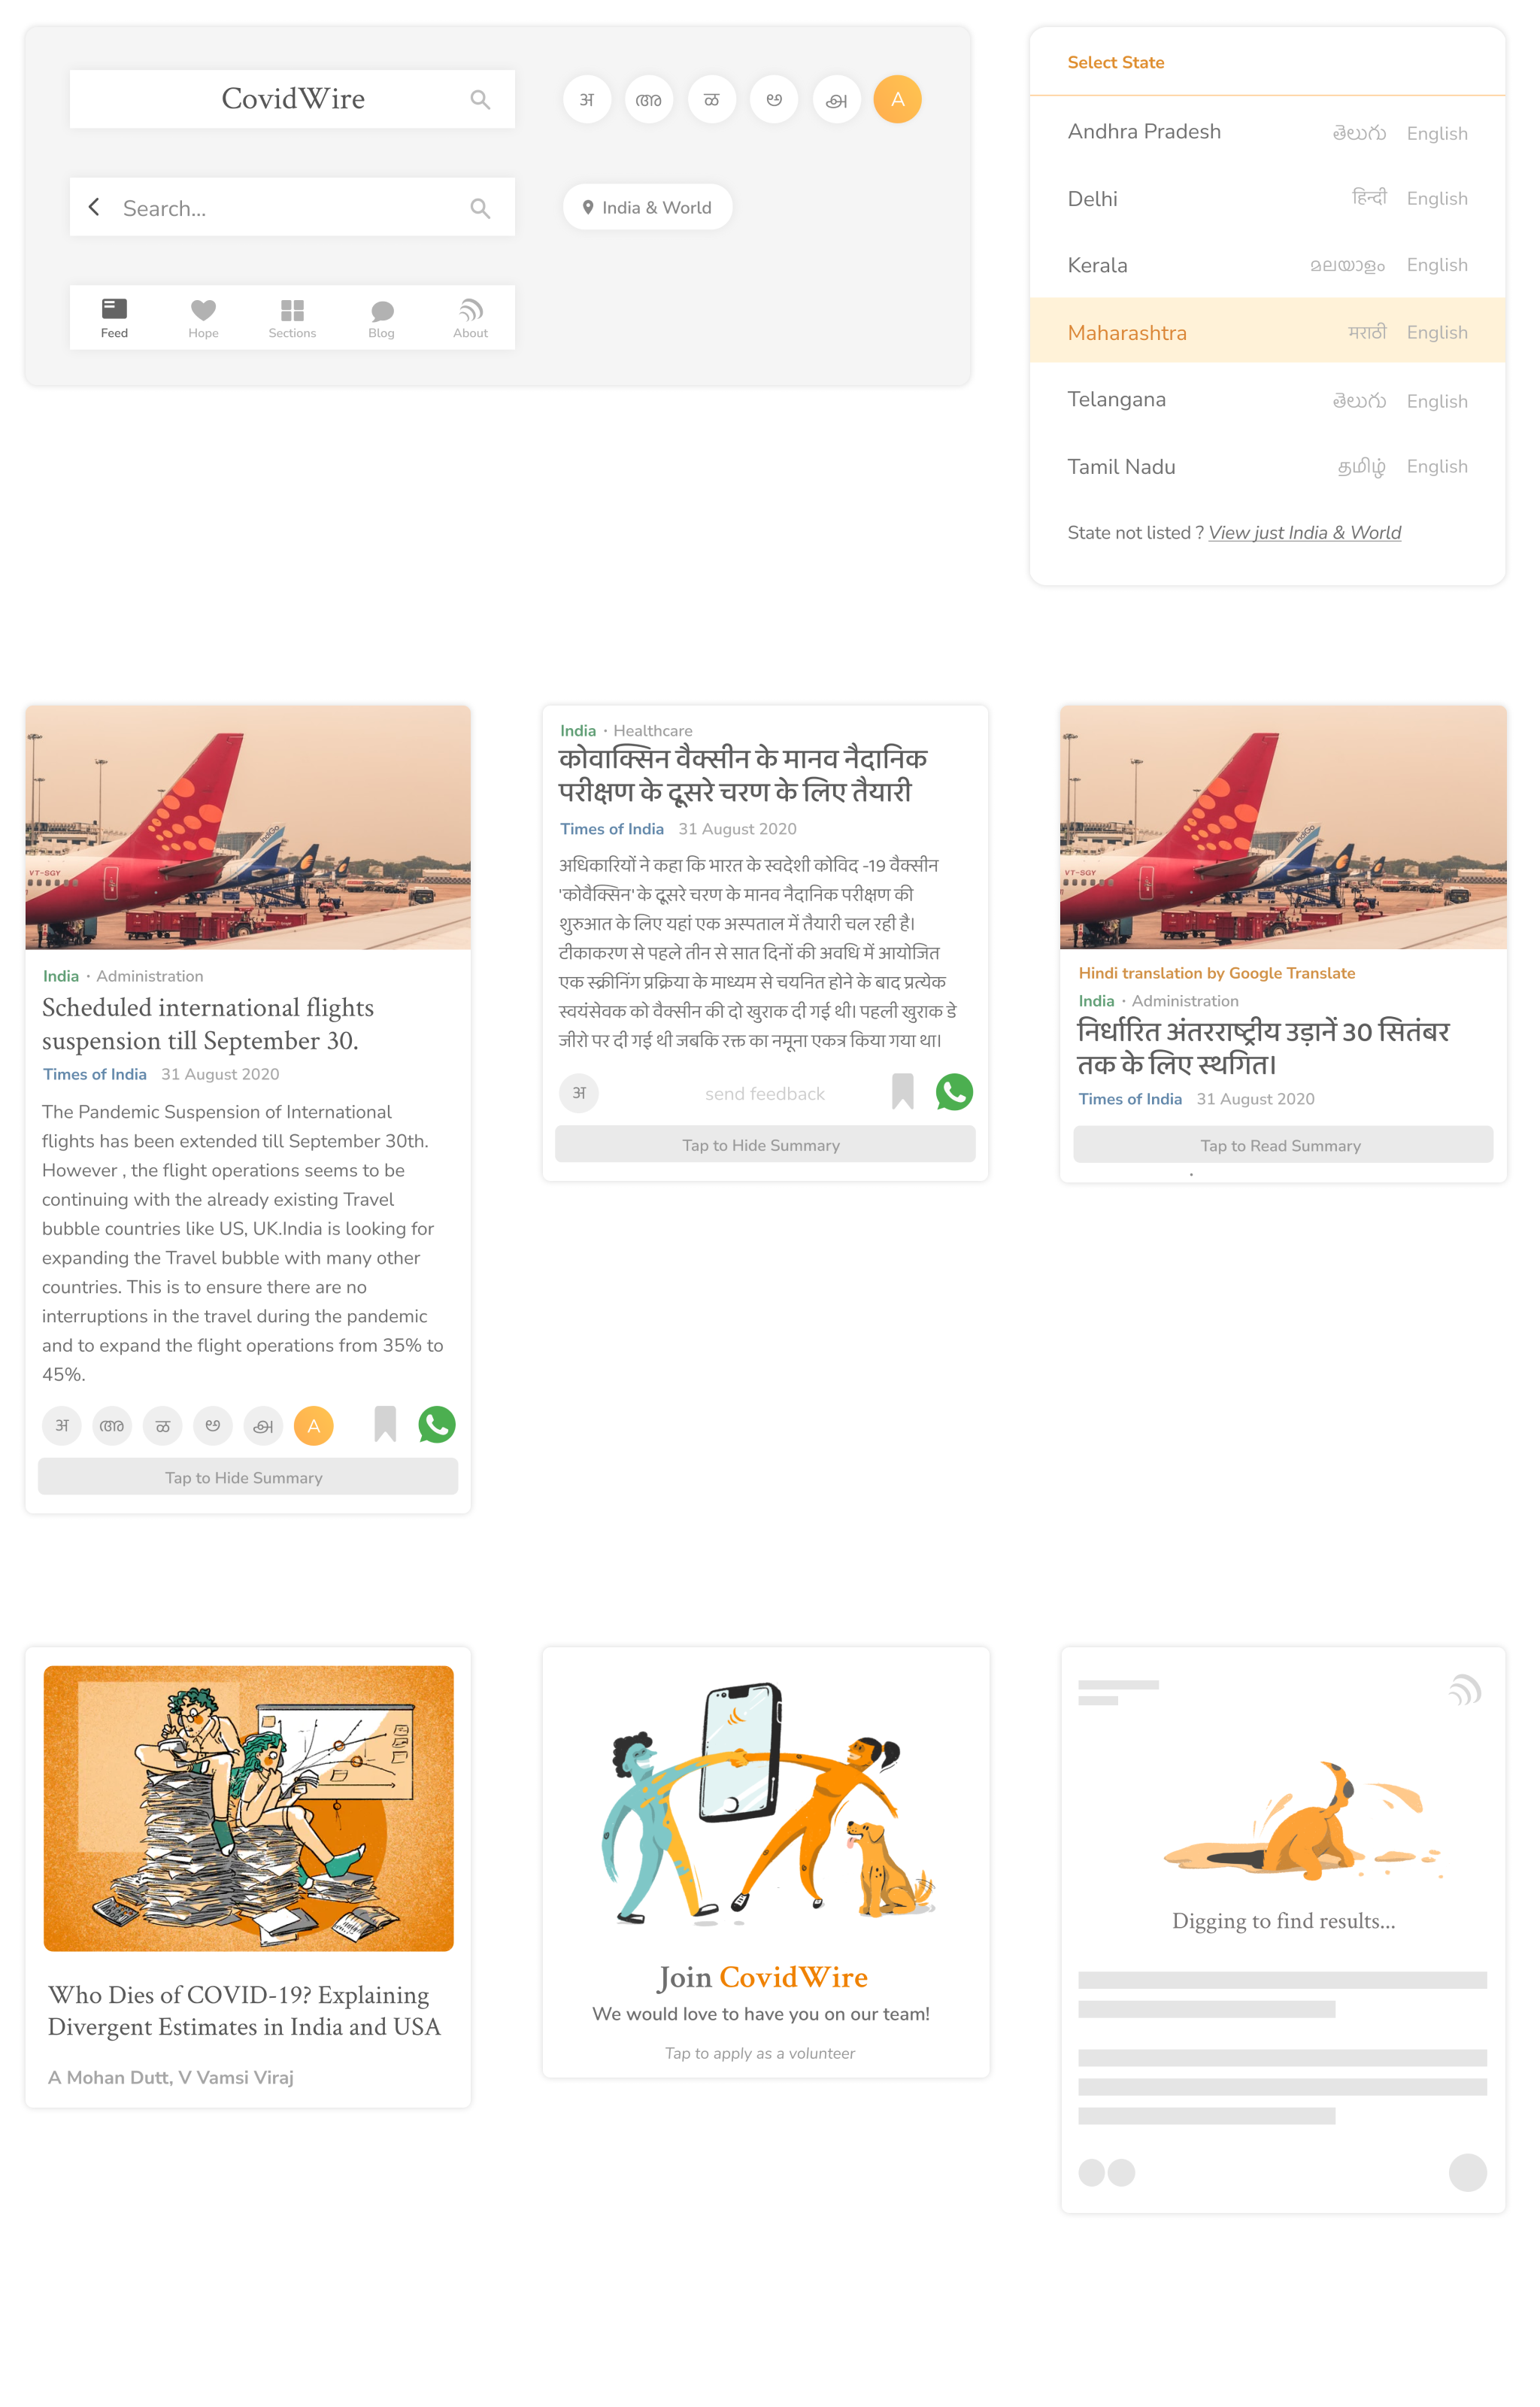 CovidWire
अ അ ळ ల அ A
Search...
India & World
Feed Hope Sections Blog About
Select State
Andhra Pradesh తెలుగు English
Delhi हिन्दी English
Kerala മലയാളം English
Maharashtra मराठी English
Telangana తెలుగు English
Tamil Nadu தமிழ் English
State not listed ? View just India & World
IndiGo
VT-SGY
India · Administration
Scheduled international flights
suspension till September 30.
Times of India 31 August 2020
The Pandemic Suspension of International
flights has been extended till September 30th.
However , the flight operations seems to be
continuing with the already existing Travel
bubble countries like US, UK.India is looking for
expanding the Travel bubble with many other
countries. This is to ensure there are no
interruptions in the travel during the pandemic
and to expand the flight operations from 35% to
45%.
अ അ ळ ల அ A
Tap to Hide Summary
India · Healthcare
कोवाक्सिन वैक्सीन के मानव नैदानिक
परीक्षण के दूसरे चरण के लिए तैयारी
Times of India 31 August 2020
अधिकारियों ने कहा कि भारत के स्वदेशी कोविद -19 वैक्सीन
'कोवैक्सिन' के दूसरे चरण के मानव नैदानिक परीक्षण की
शुरुआत के लिए यहां एक अस्पताल में तैयारी चल रही है।
टीकाकरण से पहले तीन से सात दिनों की अवधि में आयोजित
एक स्क्रीनिंग प्रक्रिया के माध्यम से चयनित होने के बाद प्रत्येक
स्वयंसेवक को वैक्सीन की दो खुराक दी गई थी। पहली खुराक डे
जीरो पर दी गई थी जबकि रक्त का नमूना एकत्र किया गया था।
अ send feedback
Tap to Hide Summary
IndiGo
VT-SGY
Hindi translation by Google Translate
India · Administration
निर्धारित अंतरराष्ट्रीय उड़ानें 30 सितंबर
तक के लिए स्थगित।
Times of India 31 August 2020
Tap to Read Summary
Who Dies of COVID-19? Explaining
Divergent Estimates in India and USA
A Mohan Dutt, V Vamsi Viraj
Join CovidWire
We would love to have you on our team!
Tap to apply as a volunteer
Digging to find results...